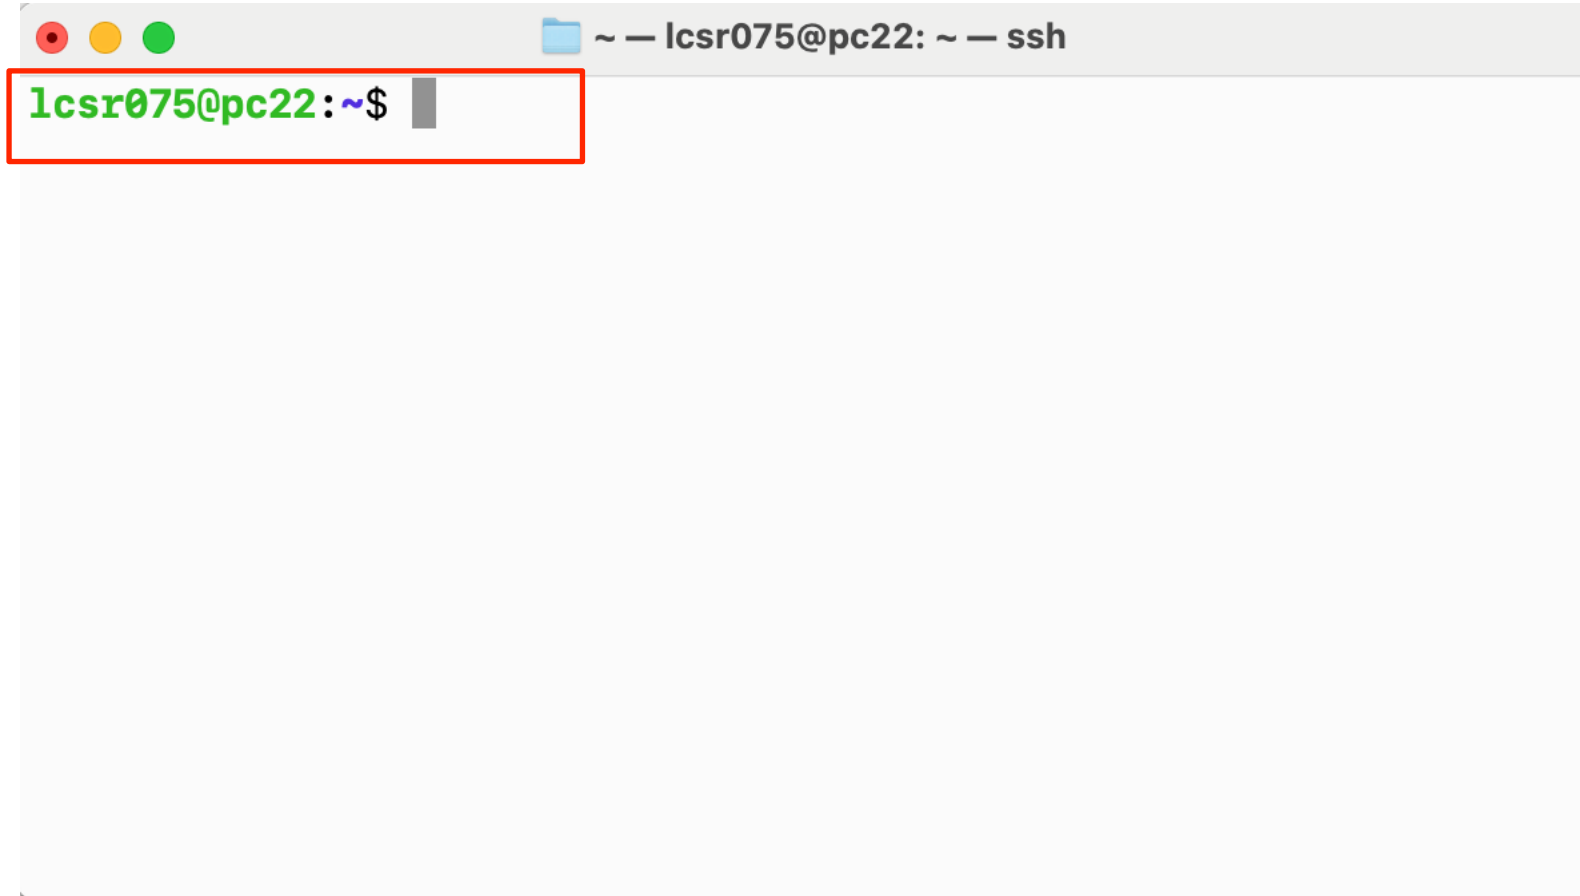 ~ — lcsr075@pc22: ~ — ssh
lcsr075@pc22:~$